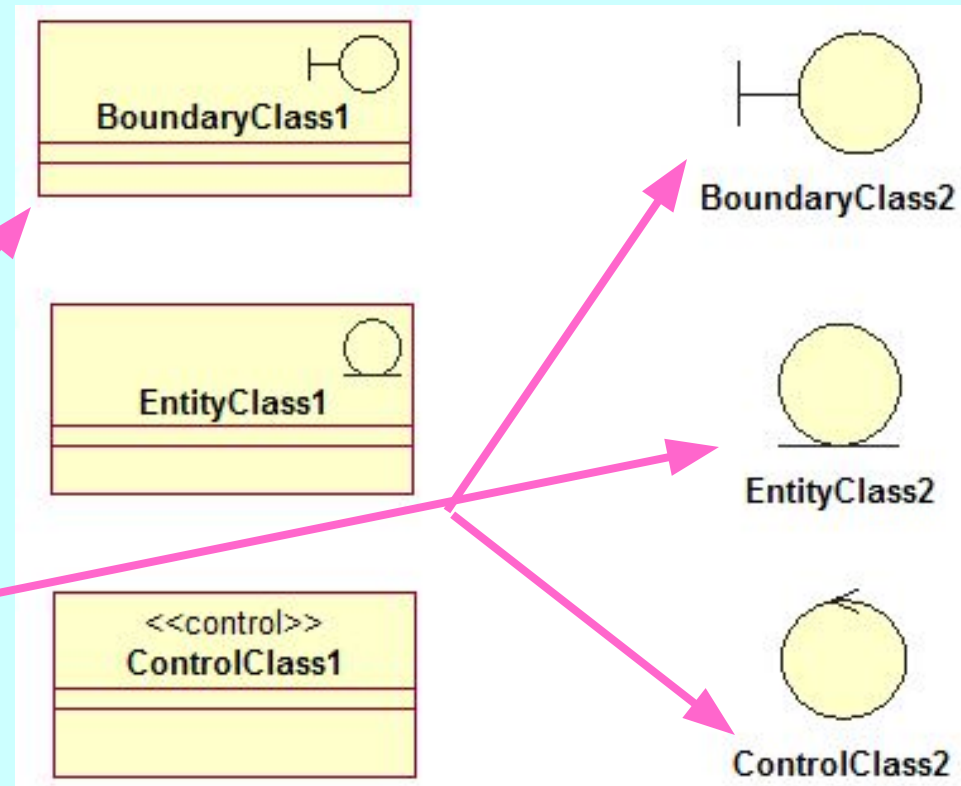 BoundaryClass1
BoundaryClass2
EntityClass1
EntityClass2
<<control>>
ControlClass1
ControlClass2